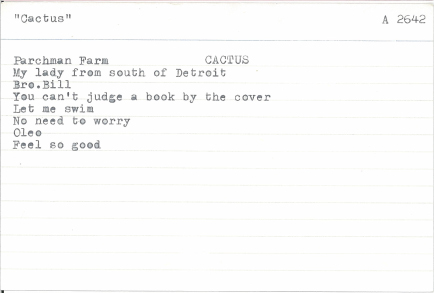 "Cactus" A 2642
Parchman Farm CACTUS
My lady from south of Detroit
Bro.Bill
You can't judge a book by the cover
Let me swim
No need to worry
Oleo
Feel so good